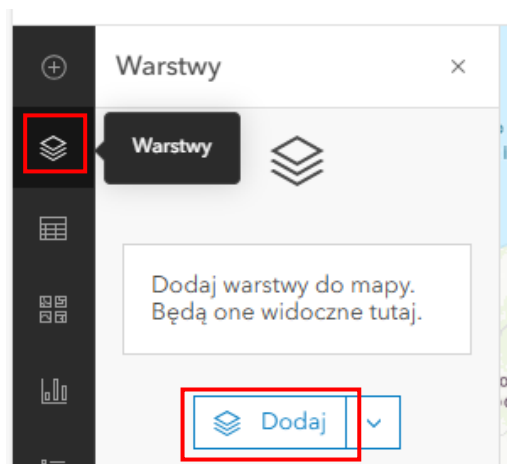 Warstwy
Warstwy
Dodaj warstwy do mapy.
Będą one widoczne tutaj.
Dodaj